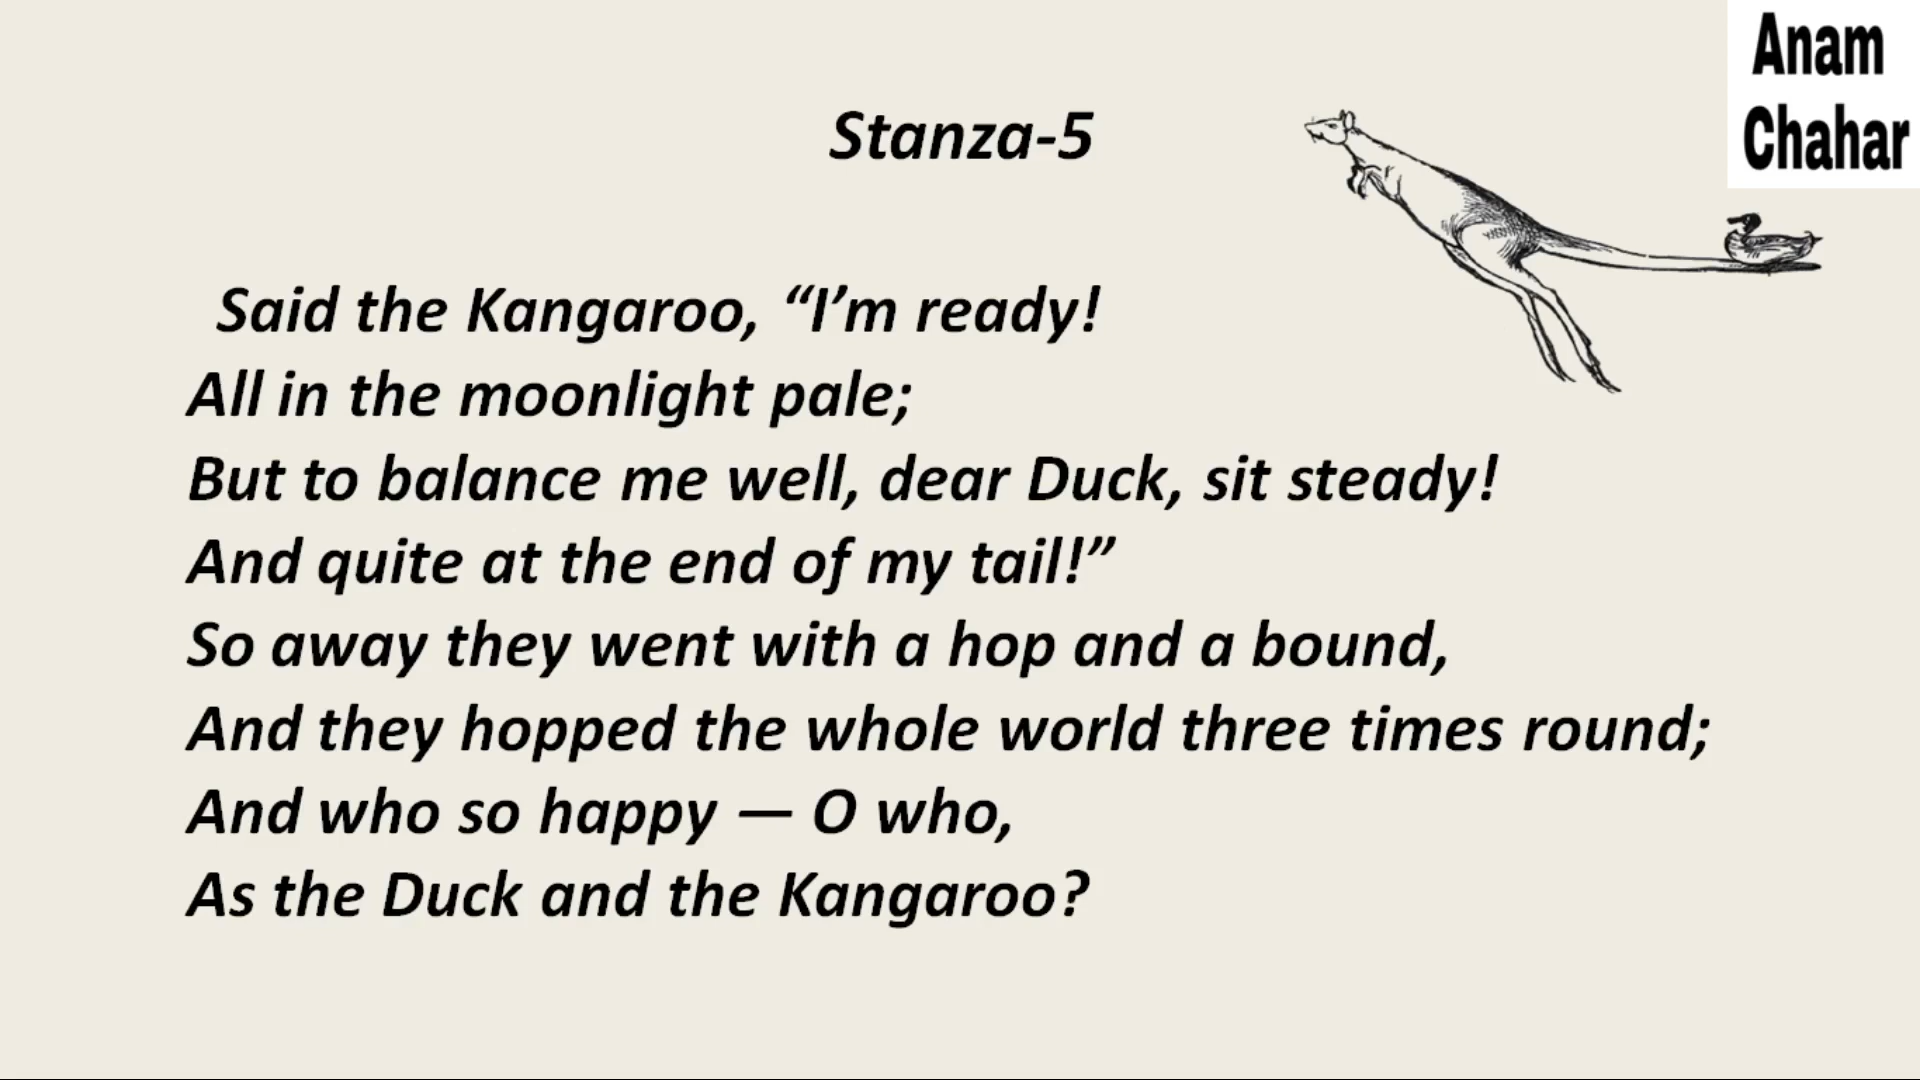 Anam
Chahar
Stanza-5
Said the Kangaroo, “I’m ready!
All in the moonlight pale;
But to balance me well, dear Duck, sit steady!
And quite at the end of my tail!”
So away they went with a hop and a bound,
And they hopped the whole world three times round;
And who so happy — O who,
As the Duck and the Kangaroo?